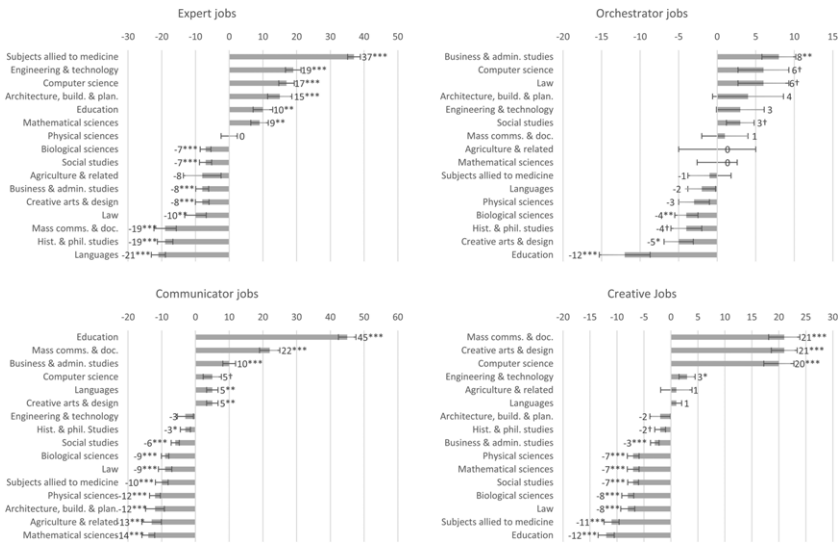 Expert jobs
-30 -20 -10 0 10 20 30 40 50
Subjects allied to medicine 37***
Engineering & technology 19***
Computer science 17***
Architecture, build. & plan. 15***
Education 10**
Mathematical sciences 9**
Physical sciences 0
Biological sciences -7***
Social studies -7***
Agriculture & related -8
Business & admin. studies -8***
Creative arts & design -8***
Law -10**
Mass comms. & doc. -19***
Hist. & phil. studies -19***
Languages -21***
Orchestrator jobs
-20 -15 -10 -5 0 5 10 15
Business & admin. studies 8**
Computer science 6†
Law 6†
Architecture, build. & plan. 4
Engineering & technology 3
Social studies 3†
Mass comms. & doc. 1
Agriculture & related 0
Mathematical sciences 0
Subjects allied to medicine -1
Languages -2
Physical sciences -3
Biological sciences -4**
Hist. & phil. studies -4†
Creative arts & design -5*
Education -12***
Communicator jobs
-20 -10 0 10 20 30 40 50 60
Education 45***
Mass comms. & doc. 22***
Business & admin. studies 10***
Computer science 5†
Languages 5**
Creative arts & design 5**
Engineering & technology -3
Hist. & phil. Studies -3*
Social studies -6***
Biological sciences -9***
Law -9***
Subjects allied to medicine -10***
Physical sciences -12***
Architecture, build. & plan. -12***
Agriculture & related -13***
Mathematical sciences -14***
Creative Jobs
-20 -15 -10 -5 0 5 10 15 20 25 30
Mass comms. & doc. 21***
Creative arts & design 21***
Computer science 20***
Engineering & technology 3*
Agriculture & related 1
Languages 1
Architecture, build. & plan. -2
Hist. & phil. studies -2†
Business & admin. studies -3***
Physical sciences -7***
Mathematical sciences -7***
Social studies -7***
Biological sciences -8***
Law -8***
Subjects allied to medicine -11***
Education -12***